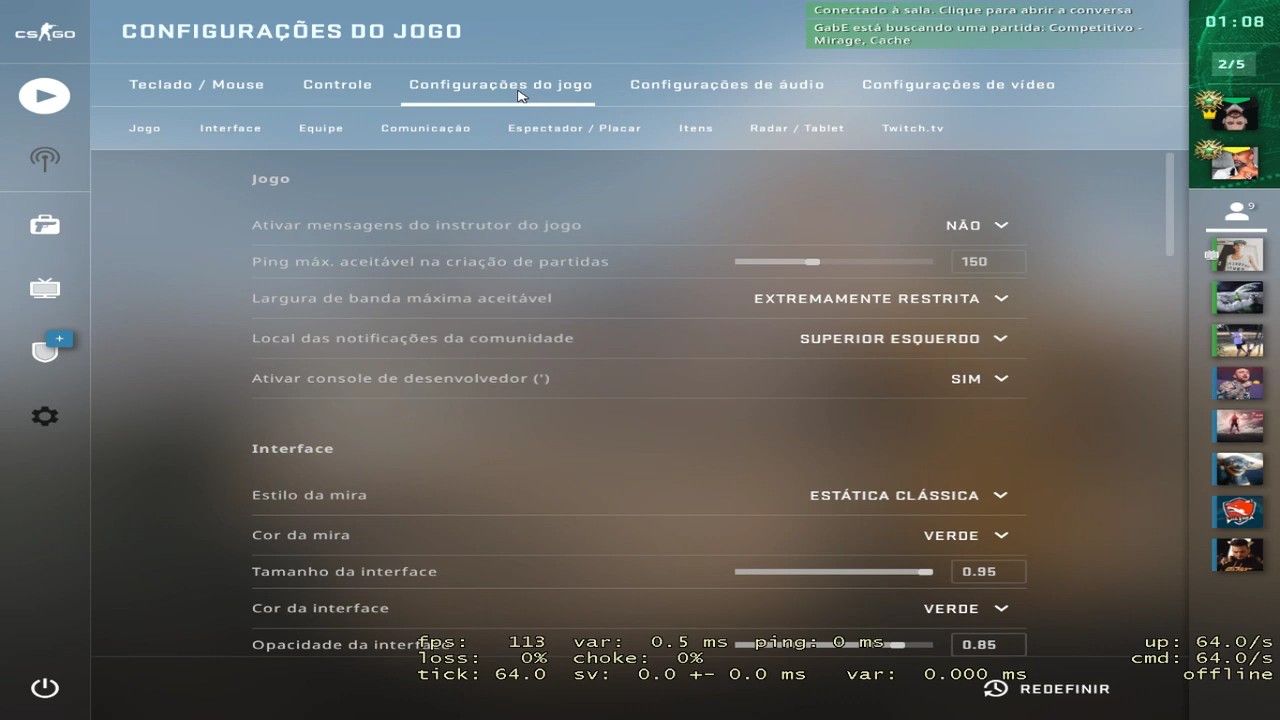 CS:GO
CONFIGURAÇÕES DO JOGO
Conectado à sala. Clique para abrir a conversa
GabE está buscando uma partida: Competitivo -
Mirage, Cache
01:08
2/5
Teclado / Mouse
Controle
Configurações do jogo
Configurações de áudio
Configurações de vídeo
Jogo
Interface
Equipe
Comunicação
Espectador / Placar
Itens
Radar / Tablet
Twitch.tv
9
Jogo
Ativar mensagens do instrutor do jogo
NÃO
Ping máx. aceitável na criação de partidas
150
Largura de banda máxima aceitável
EXTREMAMENTE RESTRITA
Local das notificações da comunidade
SUPERIOR ESQUERDO
Ativar console de desenvolvedor (')
SIM
+
Interface
Estilo da mira
ESTÁTICA CLÁSSICA
Cor da mira
VERDE
Tamanho da interface
0.95
Cor da interface
VERDE
Opacidade da interface
0.85
fps: 113 var: 0.5 ms ping: 0 ms
up: 64.0/s
loss: 0% choke: 0%
cmd: 64.0/s
tick: 64.0 sv: 0.0 +- 0.0 ms var: 0.000 ms
offline
REDEFINIR